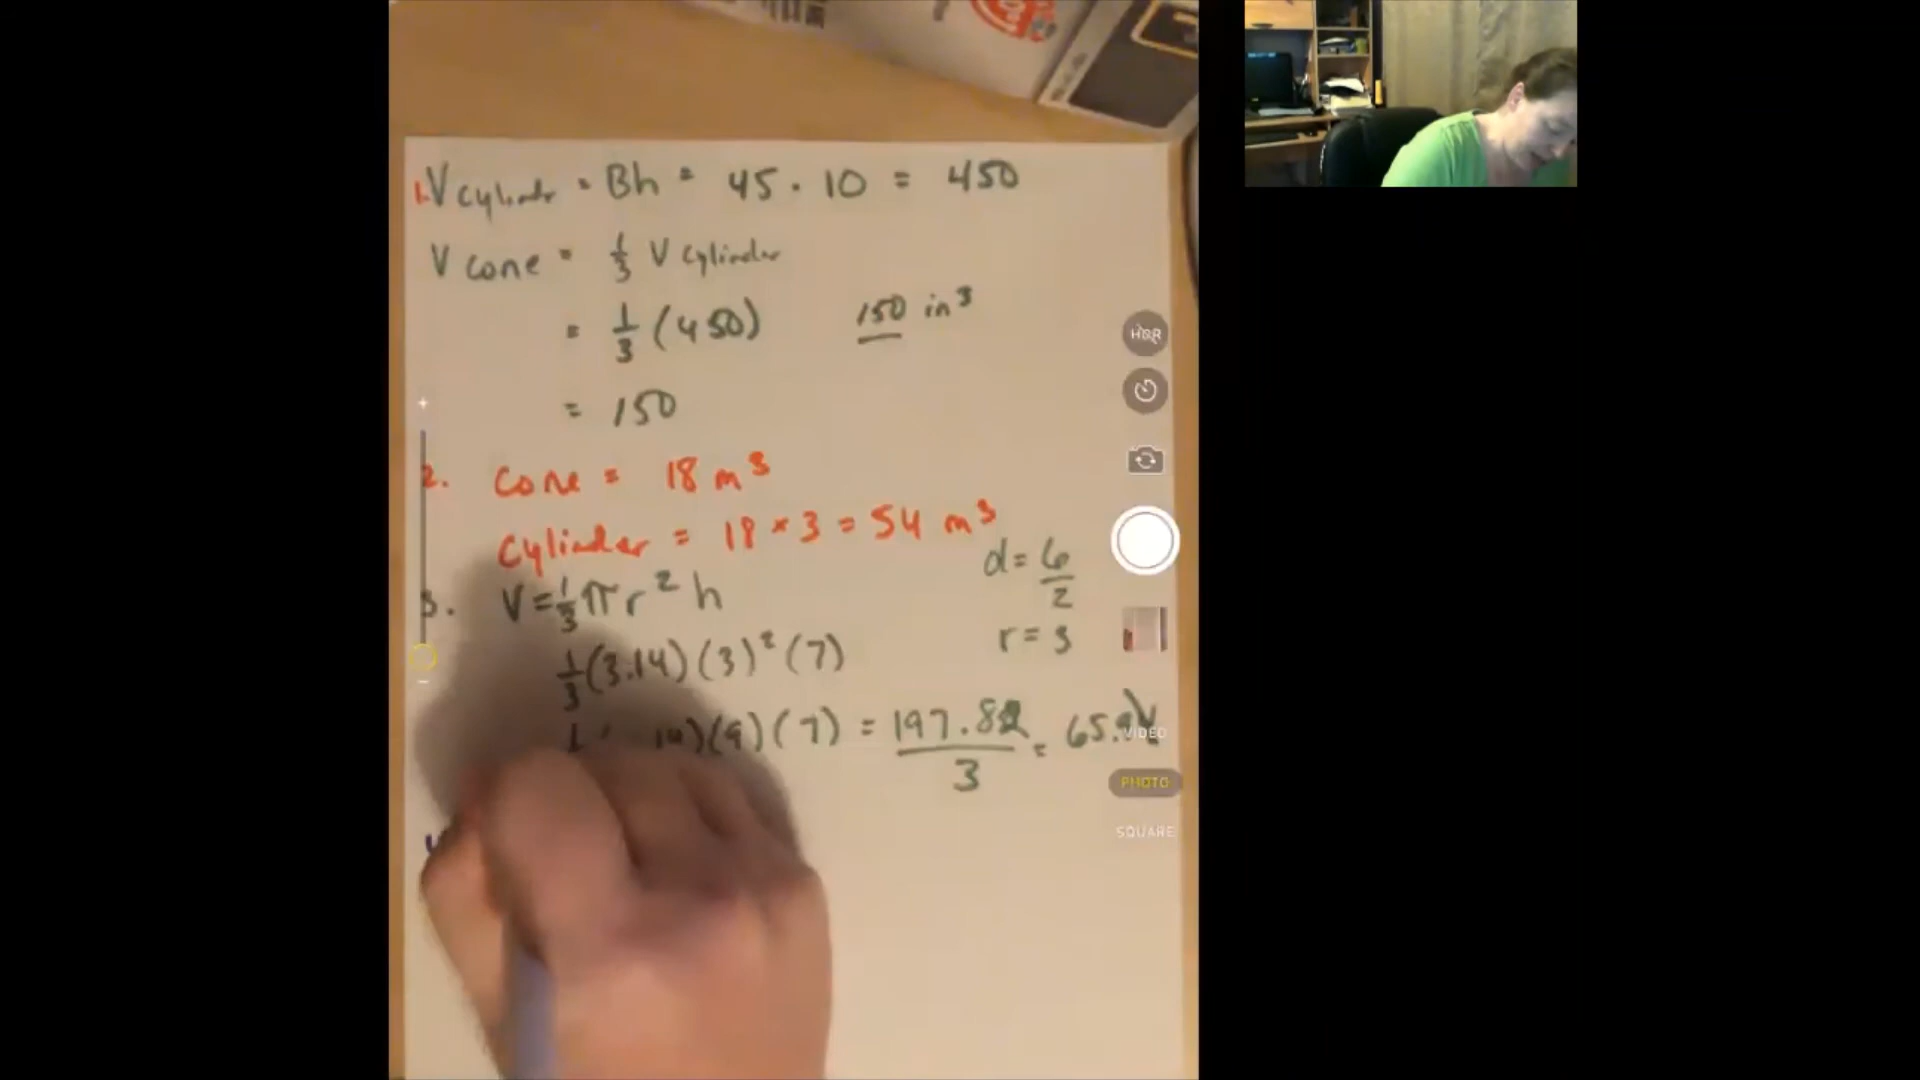 1. V cylinder = Bh = 45 · 10 = 450
V cone = 1/3 V cylinder
= 1/3 (450) 150 in³
= 150
2. Cone = 18 m³
Cylinder = 18 × 3 = 54 m³
d = 6/2
3. V = 1/3 π r² h
r = 3
1/3 (3.14) (3)² (7)
(9) (7) = 197.82/3 = 65.94
HDR
VIDEO
PHOTO
SQUARE